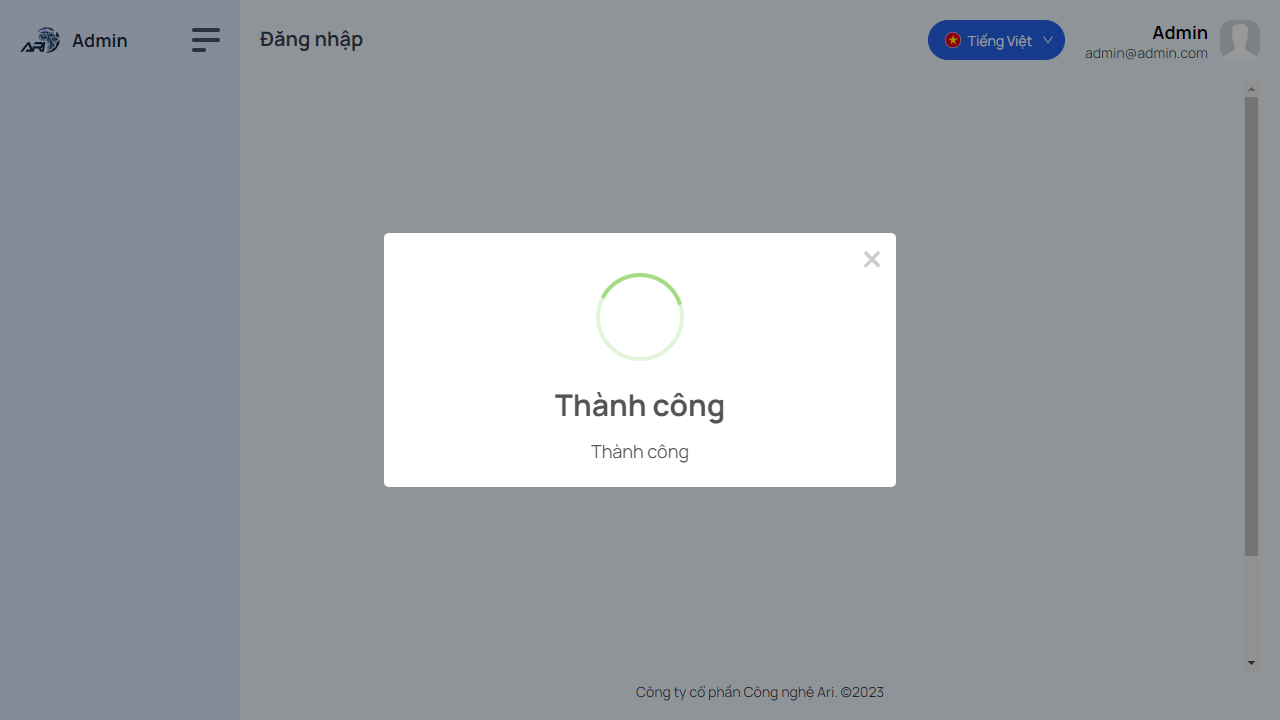 ARI
Admin
Đăng nhập
Tiếng Việt
Admin
admin@admin.com
Thành công
Thành công
Công ty cổ phần Công nghệ Ari. ©2023